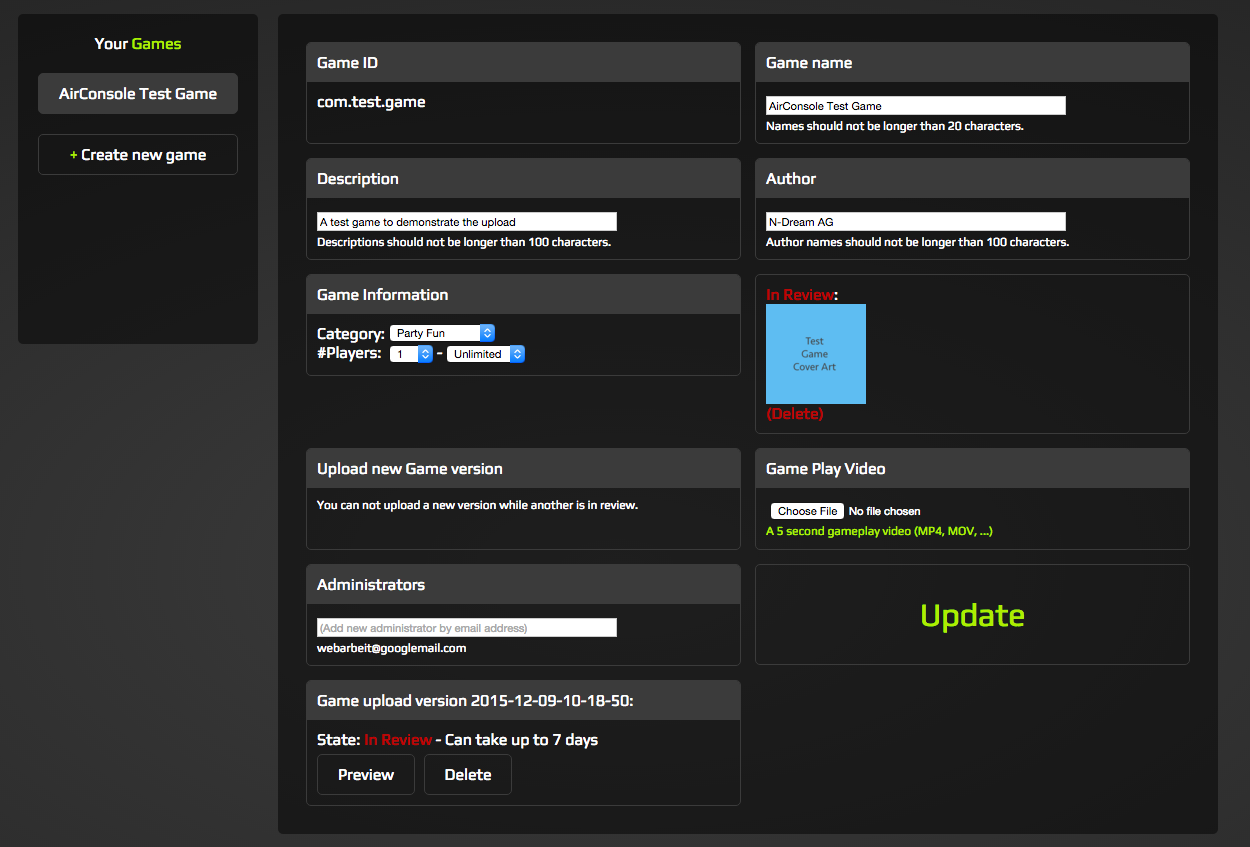 Your Games
AirConsole Test Game
+ Create new game
Game ID
com.test.game
Game name
AirConsole Test Game
Names should not be longer than 20 characters.
Description
A test game to demonstrate the upload
Descriptions should not be longer than 100 characters.
Author
N-Dream AG
Author names should not be longer than 100 characters.
Game Information
Category: Party Fun
#Players: 1 - Unlimited
In Review:
Test
Game
Cover Art
(Delete)
Upload new Game version
You can not upload a new version while another is in review.
Game Play Video
Choose File No file chosen
A 5 second gameplay video (MP4, MOV, ...)
Administrators
(Add new administrator by email address)
webarbeit@googlemail.com
Update
Game upload version 2015-12-09-10-18-50:
State: In Review - Can take up to 7 days
Preview Delete